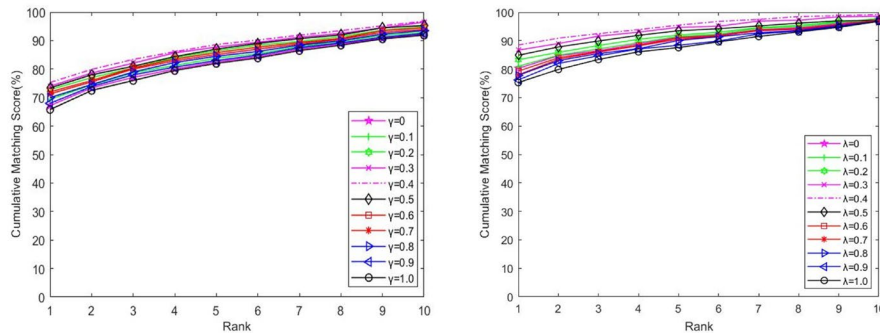 Cumulative Matching Score(%)
100
90
80
70
60
50
40
30
20
10
0
1 2 3 4 5 6 7 8 9 10
Rank
γ=0
γ=0.1
γ=0.2
γ=0.3
γ=0.4
γ=0.5
γ=0.6
γ=0.7
γ=0.8
γ=0.9
γ=1.0
Cumulative Matching Score(%)
100
90
80
70
60
50
40
30
20
10
0
1 2 3 4 5 6 7 8 9 10
Rank
λ=0
λ=0.1
λ=0.2
λ=0.3
λ=0.4
λ=0.5
λ=0.6
λ=0.7
λ=0.8
λ=0.9
λ=1.0